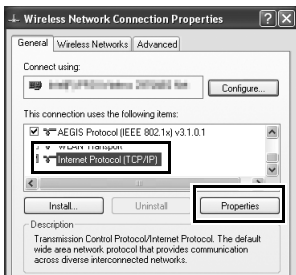 Wireless Network Connection Properties
General Wireless Networks Advanced
Connect using:
Configure...
This connection uses the following items:
AEGIS Protocol (IEEE 802.1x) v3.1.0.1
WLAN Transport
Internet Protocol (TCP/IP)
Install... Uninstall Properties
Description
Transmission Control Protocol/Internet Protocol. The default
wide area network protocol that provides communication
across diverse interconnected networks.